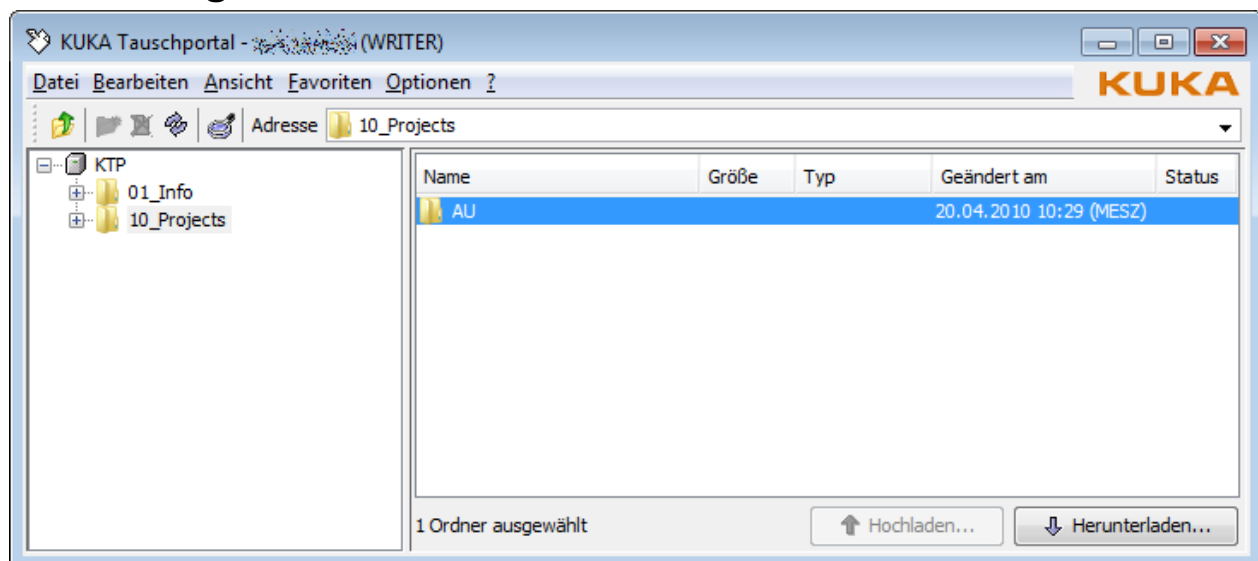 KUKA Tauschportal - (WRITER)
Datei Bearbeiten Ansicht Favoriten Optionen ?
KUKA
Adresse 10_Projects
KTP
01_Info
10_Projects
Name Größe Typ Geändert am Status
AU 20.04.2010 10:29 (MESZ)
1 Ordner ausgewählt Hochladen... Herunterladen...